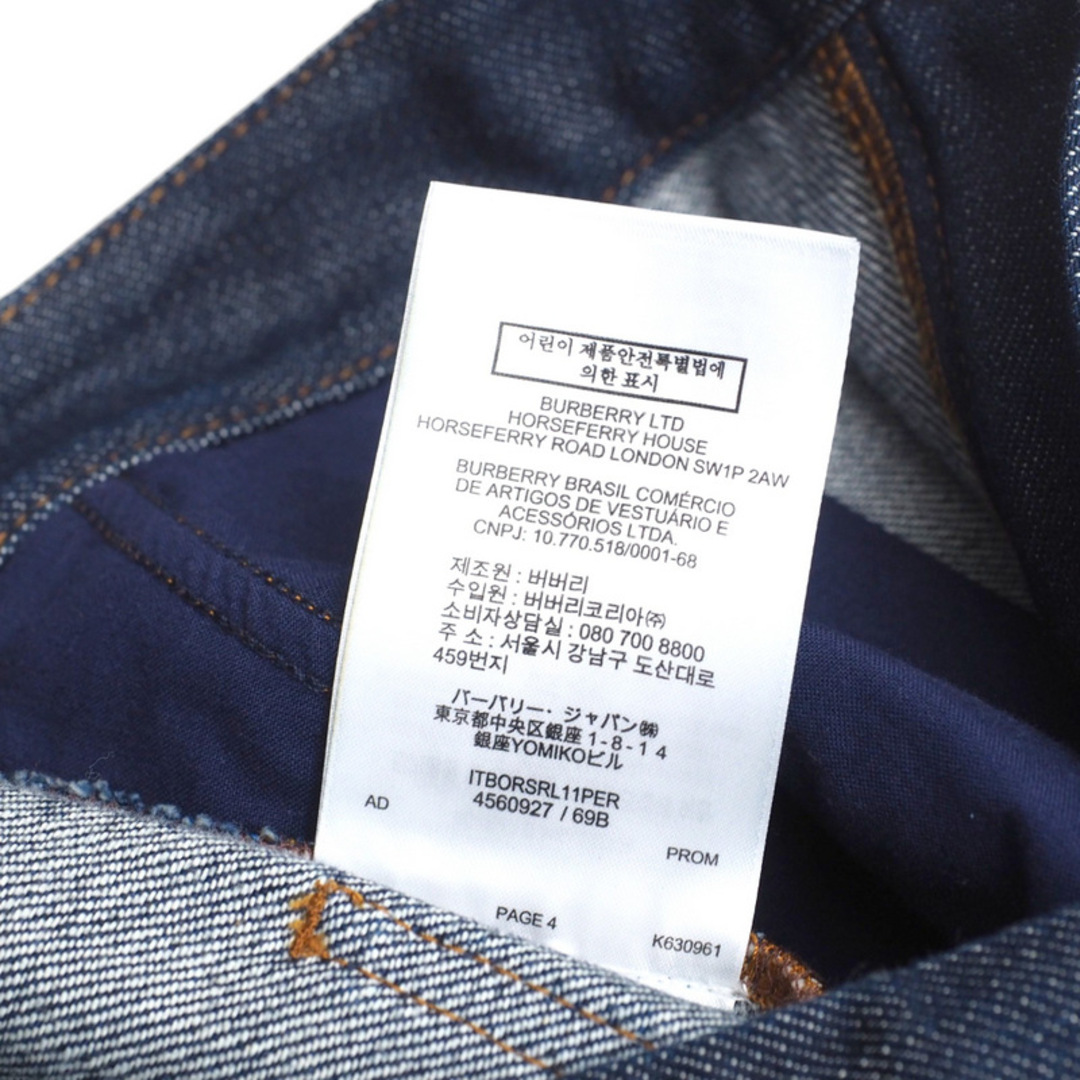 어린이 제품안전특별법에
의한 표시
BURBERRY LTD
HORSEFERRY HOUSE
HORSEFERRY ROAD LONDON SW1P 2AW
BURBERRY BRASIL COMÉRCIO
DE ARTIGOS DE VESTUÁRIO E
ACESSÓRIOS LTDA.
CNPJ: 10.770.518/0001-68
제조원 : 버버리
수입원 : 버버리코리아㈜
소비자상담실 : 080 700 8800
주 소 : 서울시 강남구 도산대로
459번지
バーバリー・ジャパン㈱
東京都中央区銀座 1 - 8 - 1 4
銀座YOMIKOビル
ITBORSRL11PER
4560927 / 69B
AD
PROM
PAGE 4
K630961